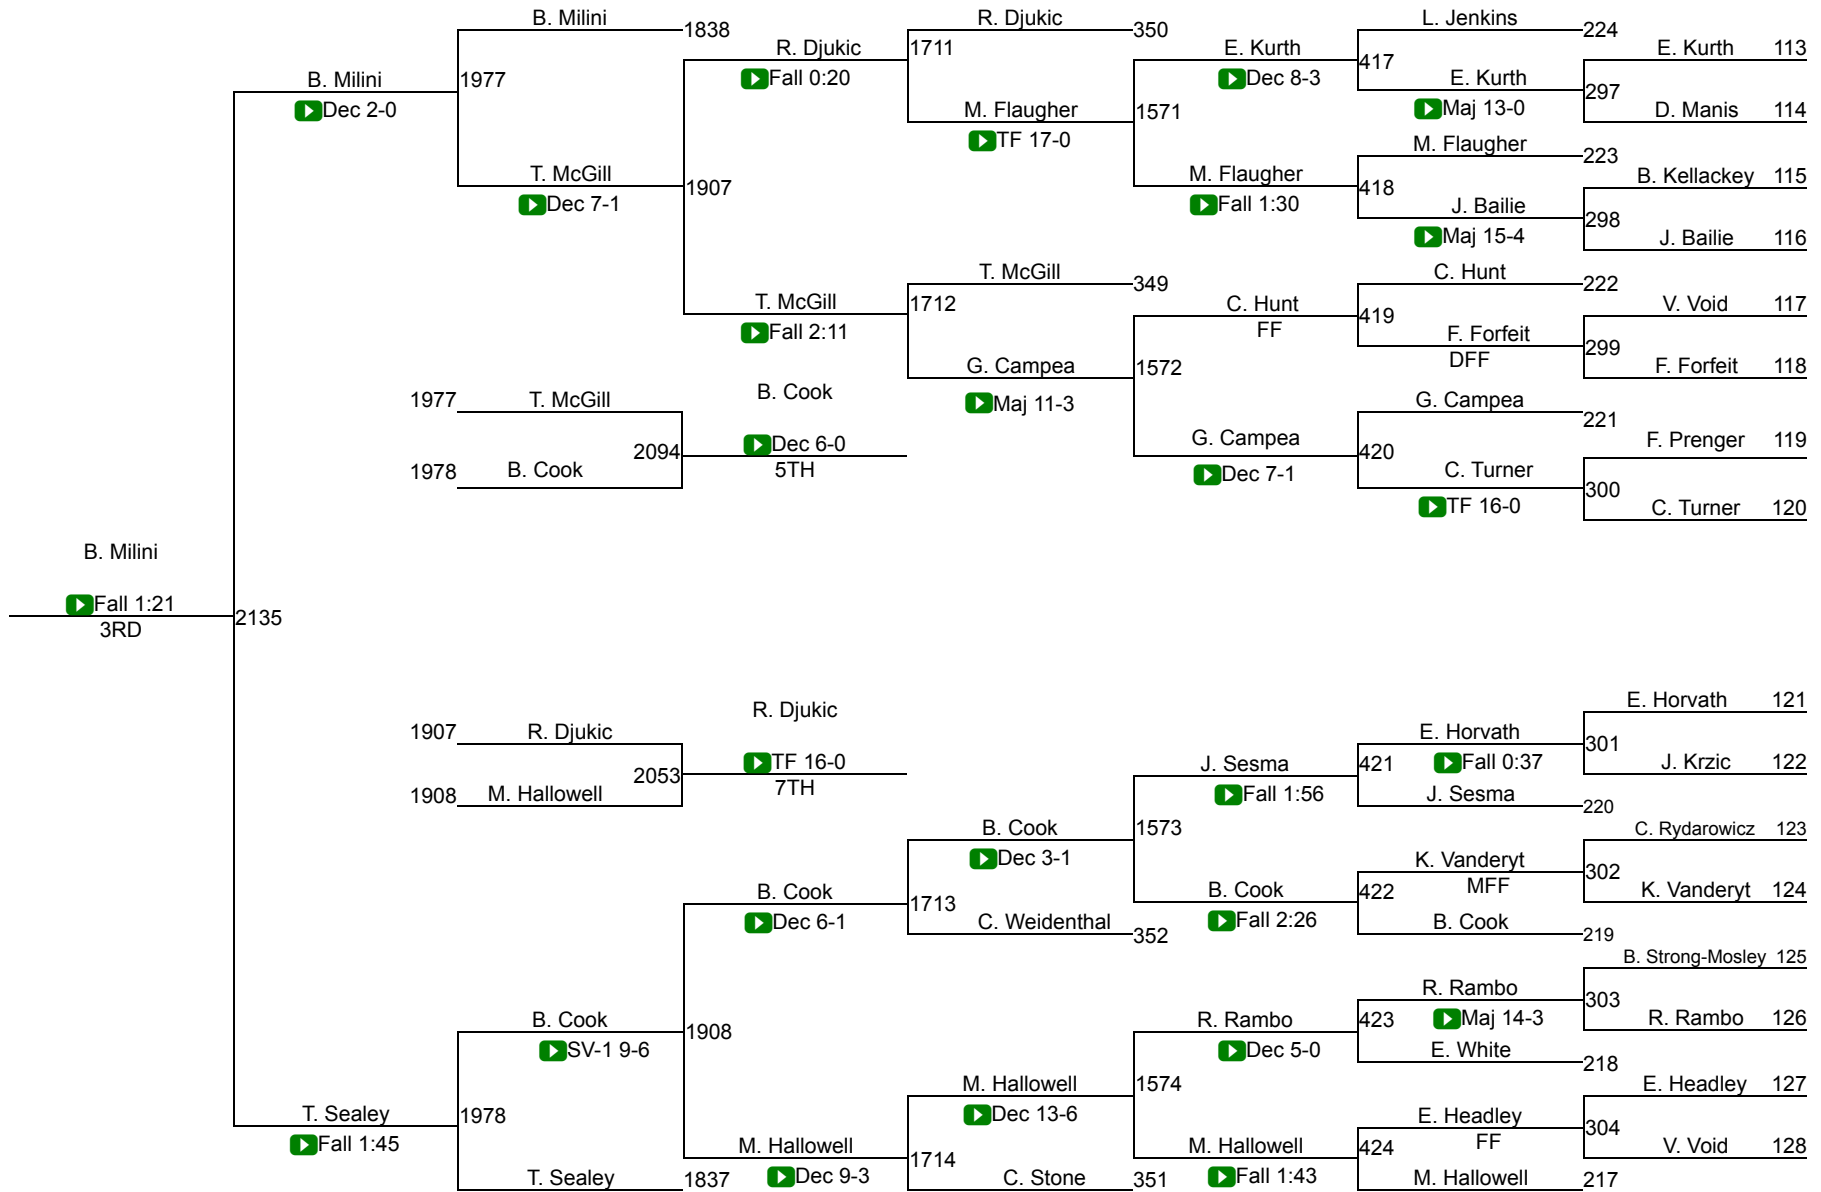 B. Milini
1838
R. Djukic
350
L. Jenkins
224
R. Djukic
Fall 0:20
1711
E. Kurth
Dec 8-3
417
E. Kurth 113
B. Milini
Dec 2-0
1977
E. Kurth
Maj 13-0
297
D. Manis 114
M. Flaugher
TF 17-0
1571
M. Flaugher
223
T. McGill
Dec 7-1
1907
M. Flaugher
Fall 1:30
418
B. Kellackey 115
J. Bailie
Maj 15-4
298
J. Bailie 116
T. McGill
349
C. Hunt
222
T. McGill
Fall 2:11
1712
C. Hunt
FF
419
V. Void 117
F. Forfeit
DFF
299
F. Forfeit 118
G. Campea
Maj 11-3
1572
G. Campea
221
1977
T. McGill
B. Cook
2094
Dec 6-0
5TH
1978
B. Cook
G. Campea
Dec 7-1
420
F. Prenger 119
C. Turner
TF 16-0
300
C. Turner 120
B. Milini
Fall 1:21
3RD
2135
1907
R. Djukic
R. Djukic
2053
TF 16-0
7TH
1908
M. Hallowell
E. Horvath 121
E. Horvath
Fall 0:37
301
J. Krzic 122
J. Sesma
Fall 1:56
421
J. Sesma
220
B. Cook
Dec 3-1
1573
C. Rydarowicz 123
K. Vanderyt
MFF
302
K. Vanderyt 124
B. Cook
Dec 6-1
1713
B. Cook
Fall 2:26
422
C. Weidenthal
352
B. Cook
219
B. Strong-Mosley 125
R. Rambo
Maj 14-3
303
R. Rambo 126
B. Cook
SV-1 9-6
1908
R. Rambo
Dec 5-0
423
E. White
218
M. Hallowell
Dec 13-6
1574
E. Headley 127
T. Sealey
Fall 1:45
1978
E. Headley
FF
304
V. Void 128
M. Hallowell
Dec 9-3
1714
M. Hallowell
Fall 1:43
424
T. Sealey
1837
C. Stone
351
M. Hallowell
217